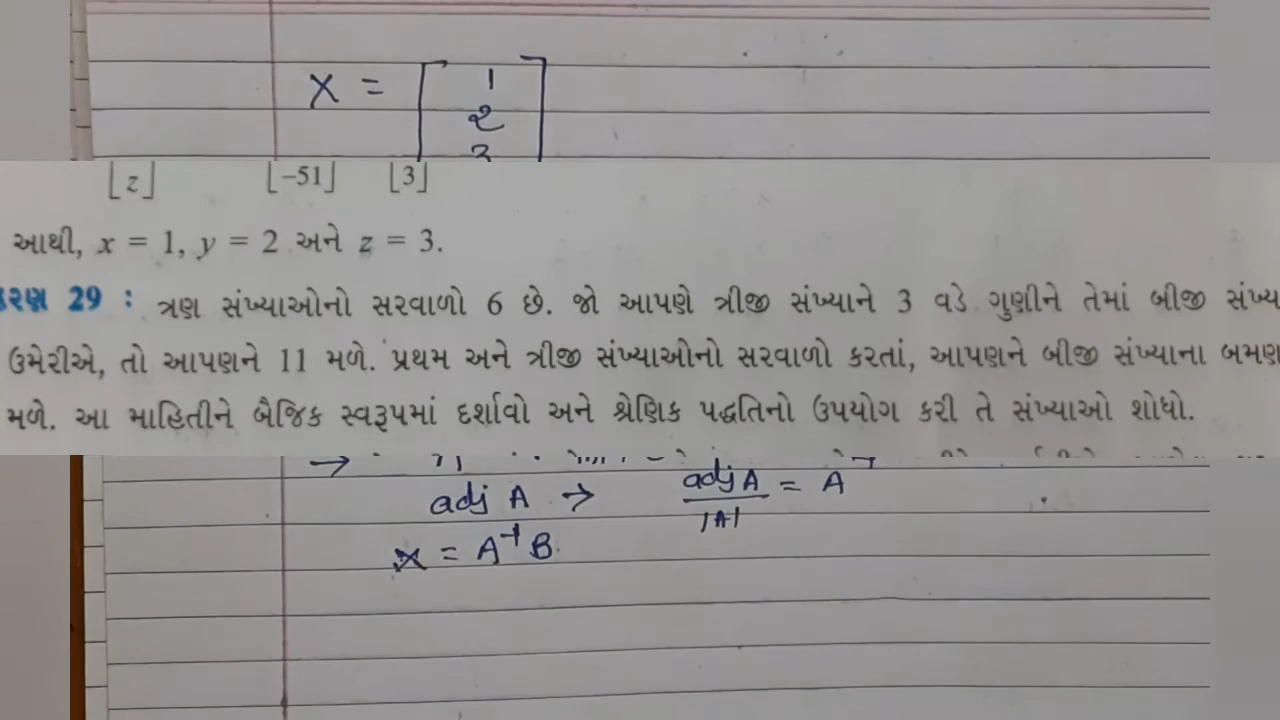 X = [ 1
2
[z] [-51] [3]
આથી, x = 1, y = 2 અને z = 3.
કરણ 29 : ત્રણ સંખ્યાઓનો સરવાળો 6 છે. જો આપણે ત્રીજી સંખ્યાને 3 વડે ગુણીને તેમાં બીજી
ઉમેરીએ, તો આપણને 11 મળે. પ્રથમ અને ત્રીજી સંખ્યાઓનો સરવાળો કરતાં, આપણને બીજી સંખ્યાના
મળે. આ માહિતીને બૈજિક સ્વરૂપમાં દર્શાવો અને શ્રેણિક પદ્ધતિનો ઉપયોગ કરી તે સંખ્યાઓ શોધો.
adj A → adj A / |A| = A
X = A⁻¹ B